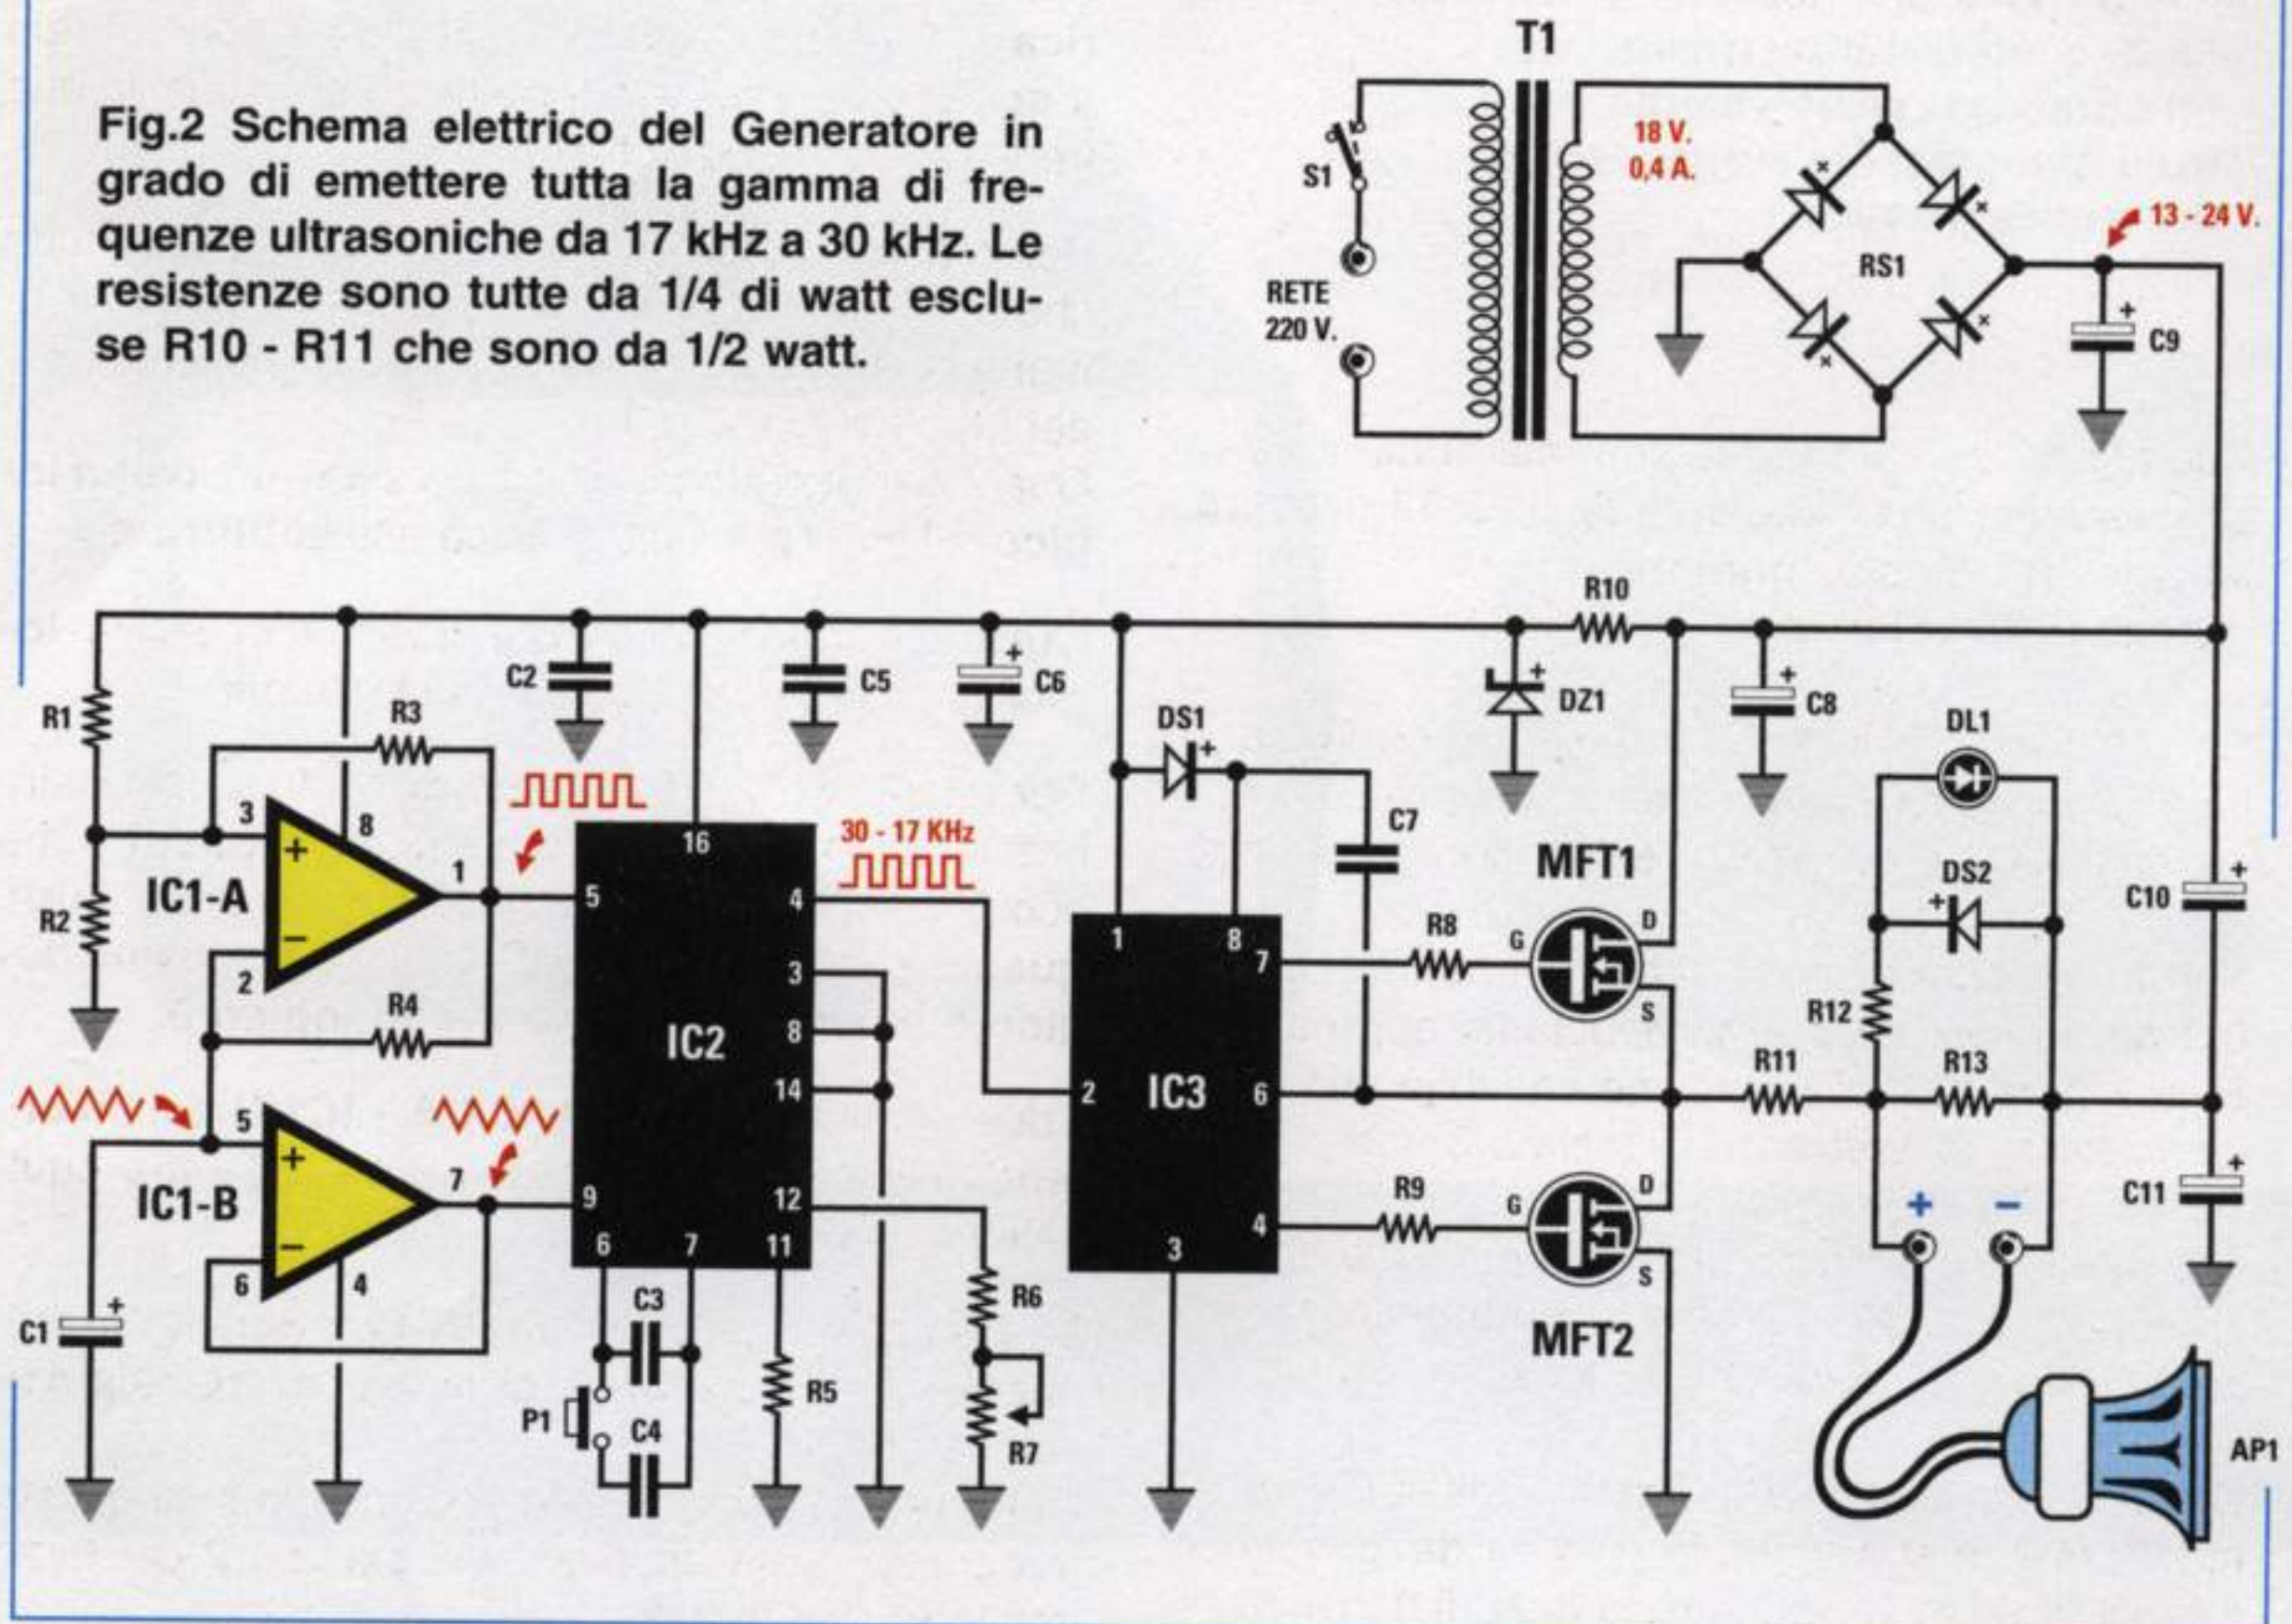 Fig.2 Schema elettrico del Generatore in
grado di emettere tutta la gamma di fre-
quenze ultrasoniche da 17 kHz a 30 kHz. Le
resistenze sono tutte da 1/4 di watt esclu-
se R10 - R11 che sono da 1/2 watt.
T1
S1
18 V.
0,4 A.
RETE
220 V.
RS1
13 - 24 V.
+
C9
R10
R1
R3
C2
C5
+
C6
DS1
+
+
DZ1
+
C8
DL1
3
8
+
IC1-A
1
-
2
R2
R4
16
5
4
3
8
14
12
11
9
6
7
IC2
30 - 17 KHz
C7
MFT1
1
8
7
R8
G
D
S
DS2
+
+
C10
R12
R11
R13
2
IC3
6
4
3
5
+
IC1-B
7
-
6
4
+
C1
C3
P1
C4
R5
R6
R7
R9
G
D
S
MFT2
+
-
+
C11
AP1